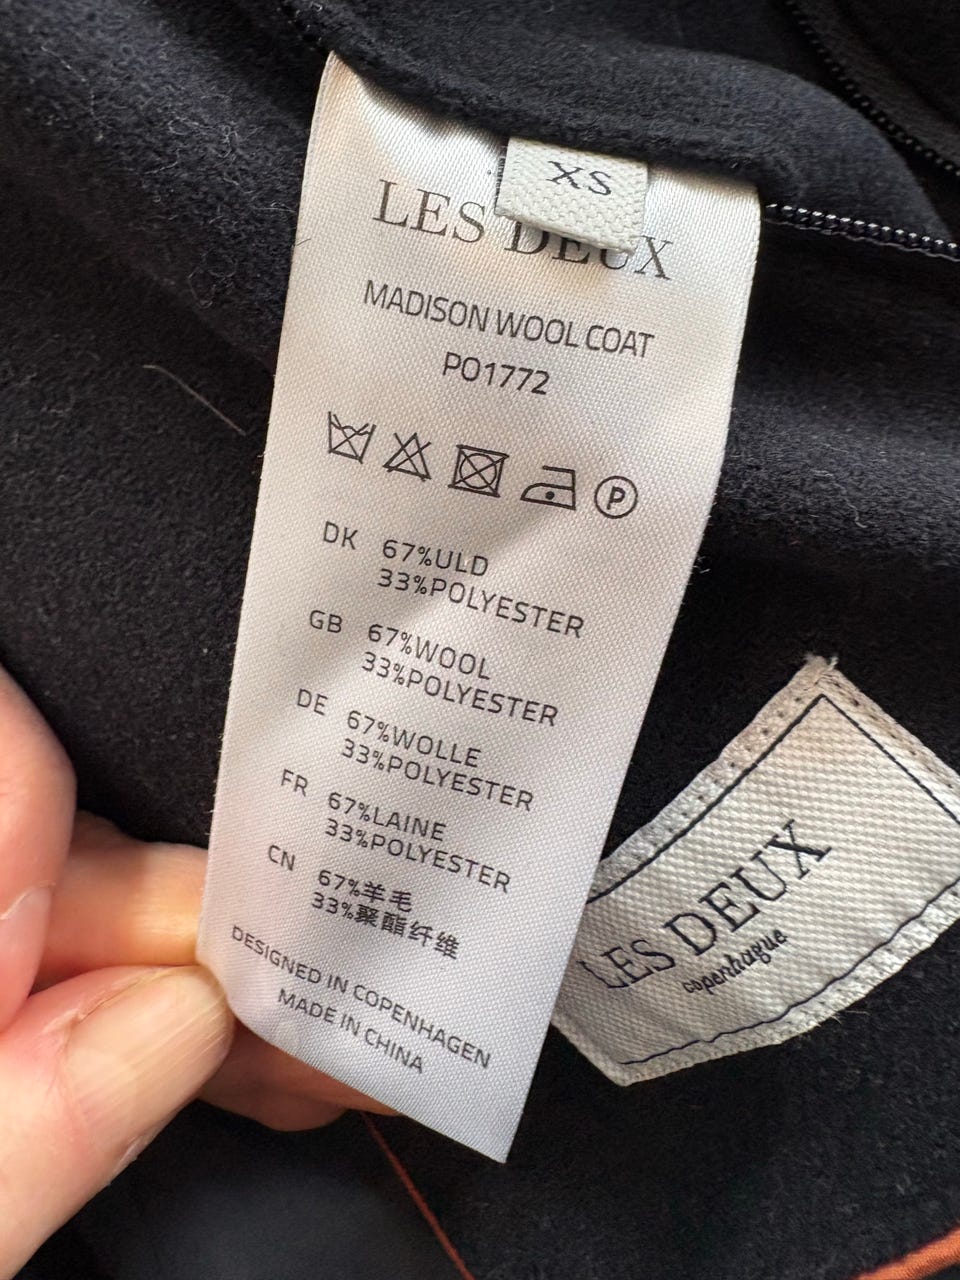 XS
LES DEUX
MADISON WOOL COAT
PO1772
P
DK 67%ULD
33%POLYESTER
GB 67%WOOL
33%POLYESTER
DE 67%WOLLE
33%POLYESTER
FR 67%LAINE
33%POLYESTER
CN 67%羊毛
33%聚酯纤维
DESIGNED IN COPENHAGEN
MADE IN CHINA
LES DEUX
copenhague